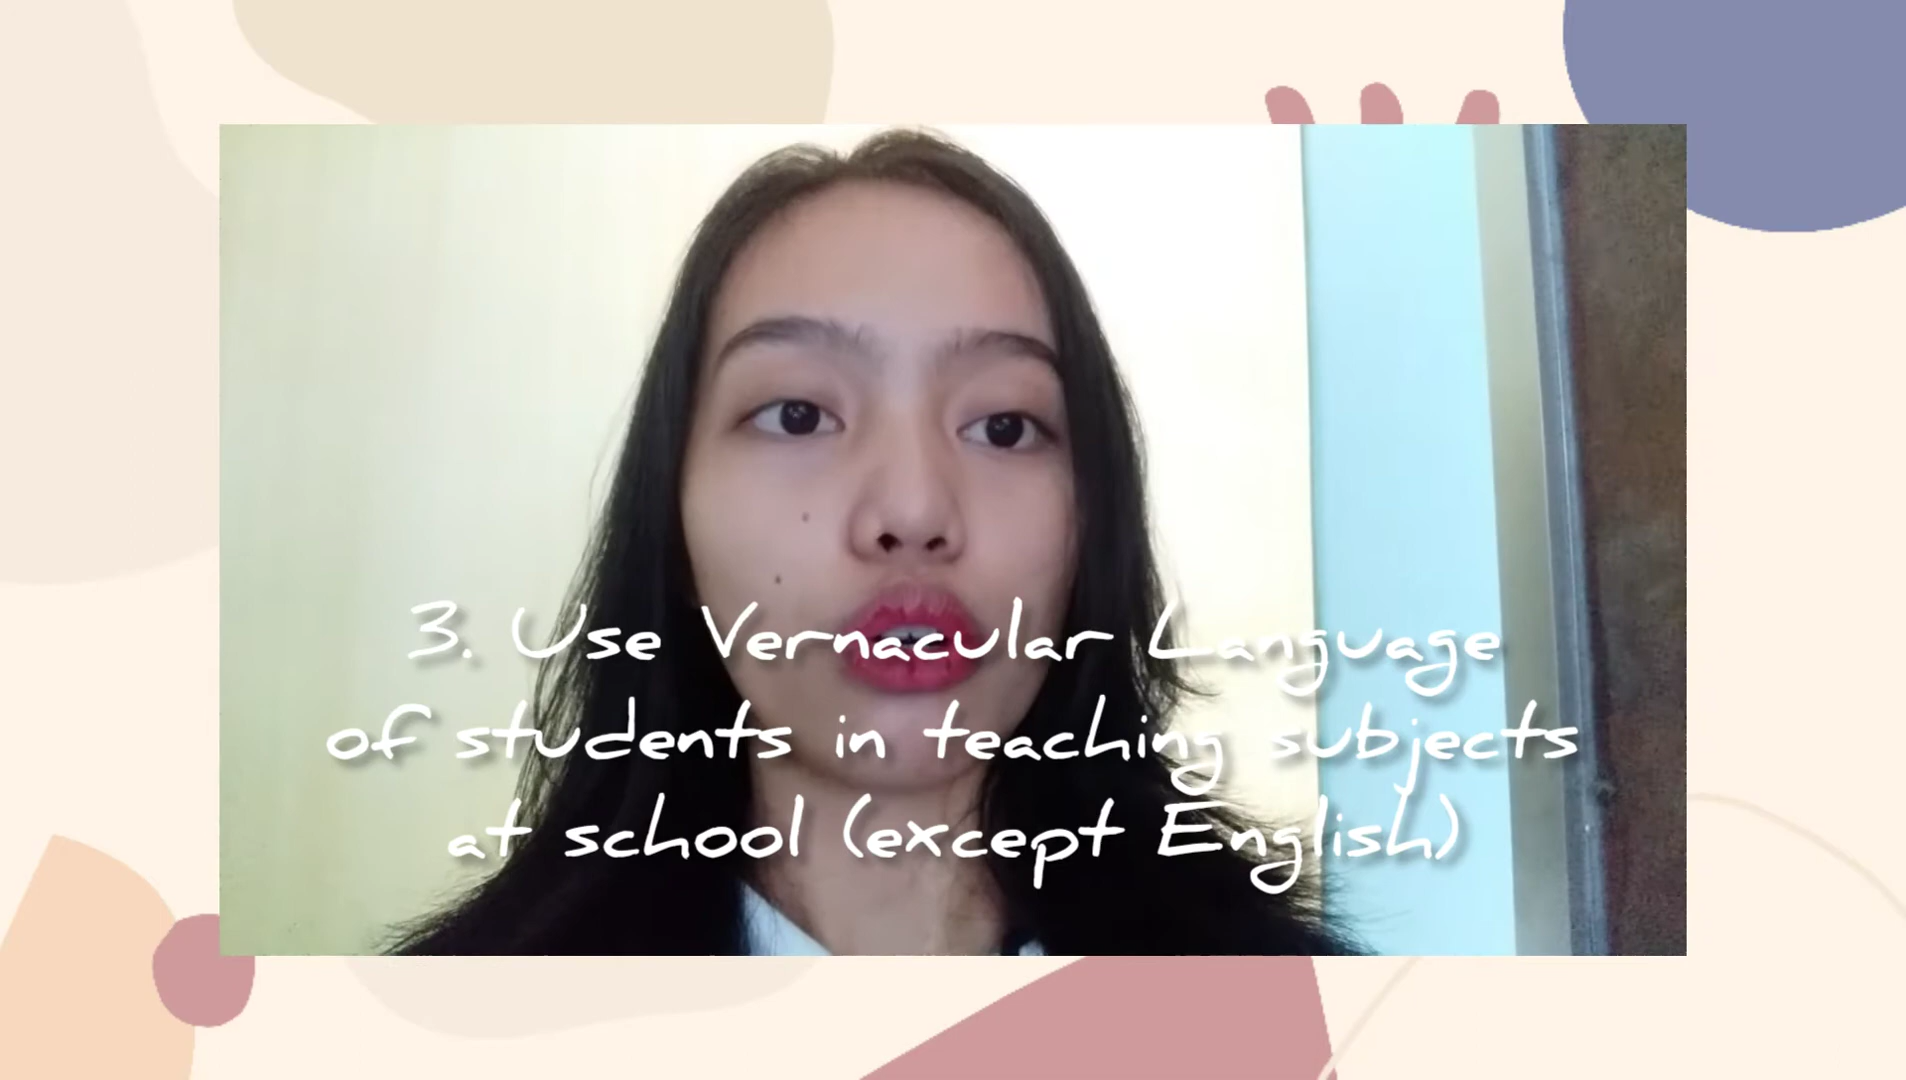 3. Use Vernacular Language
of students in teaching subjects
at school (except English)